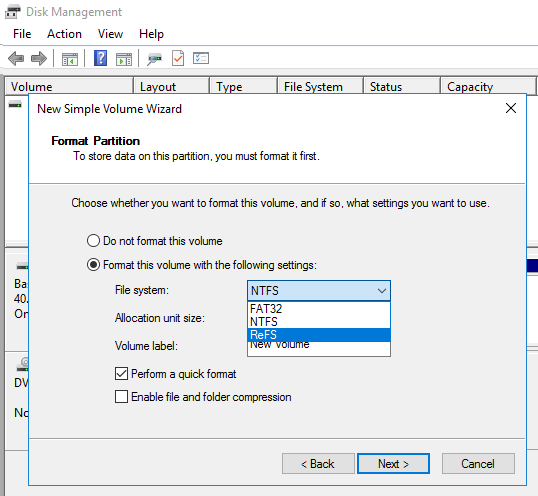 Disk Management
File Action View Help
Volume Layout Type File System Status Capacity
New Simple Volume Wizard
Format Partition
To store data on this partition, you must format it first.
Choose whether you want to format this volume, and if so, what settings you want to use.
Do not format this volume
Format this volume with the following settings:
File system: NTFS
FAT32
Allocation unit size: NTFS
ReFS
Volume label: New Volume
Perform a quick format
Enable file and folder compression
Ba
40.
On
DV
No
< Back Next > Cancel